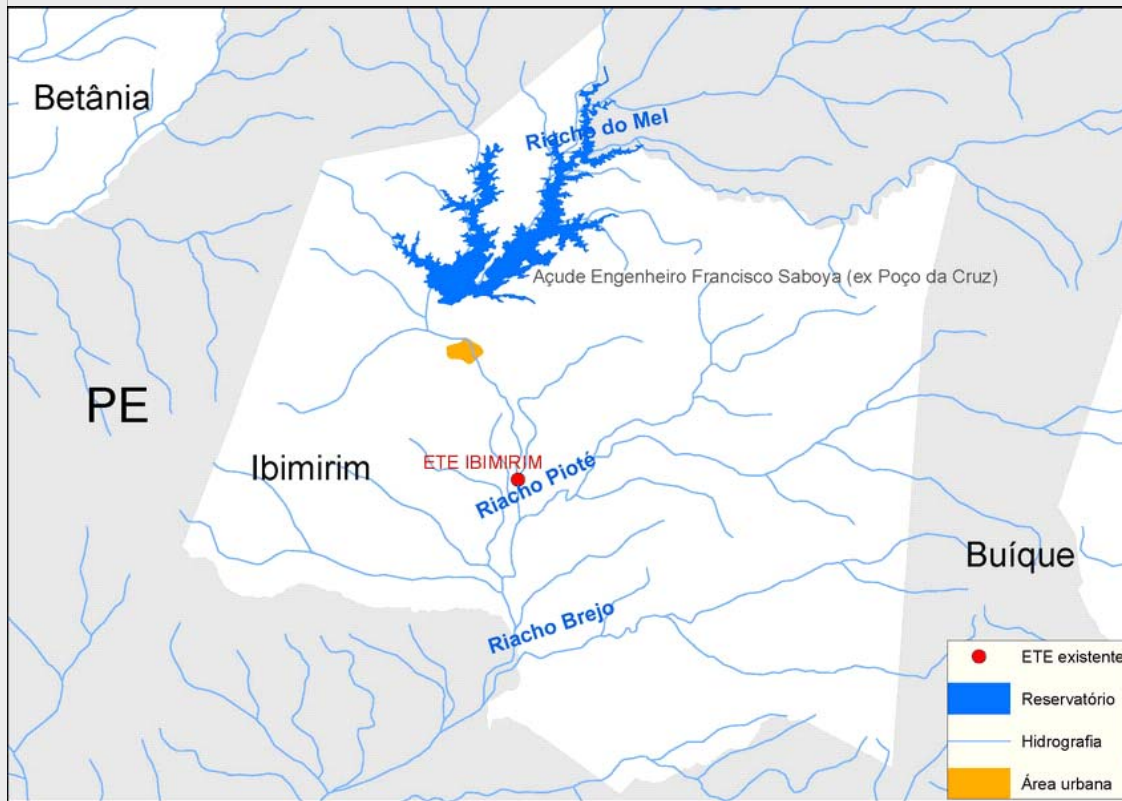 Betânia
Riacho do Mel
Açude Engenheiro Francisco Saboya (ex Poço da Cruz)
PE
Ibimirim
ETE IBIMIRIM
Riacho Pioté
Buíque
Riacho Brejo
ETE existente
Reservatório
Hidrografia
Área urbana